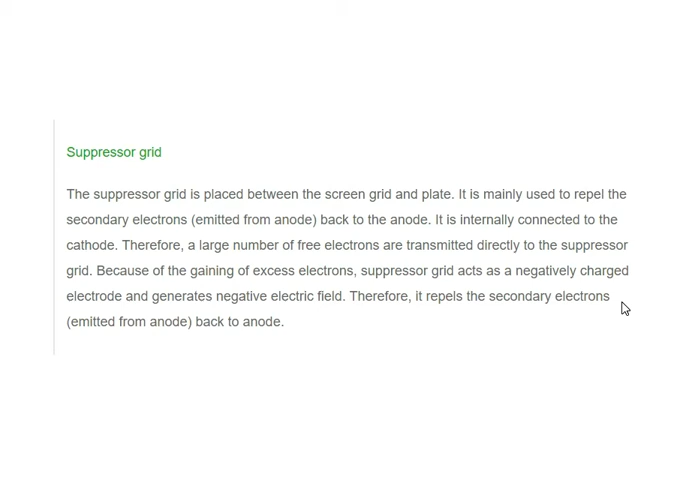 Suppressor grid
The suppressor grid is placed between the screen grid and plate. It is mainly used to repel the
secondary electrons (emitted from anode) back to the anode. It is internally connected to the
cathode. Therefore, a large number of free electrons are transmitted directly to the suppressor
grid. Because of the gaining of excess electrons, suppressor grid acts as a negatively charged
electrode and generates negative electric field. Therefore, it repels the secondary electrons
(emitted from anode) back to anode.